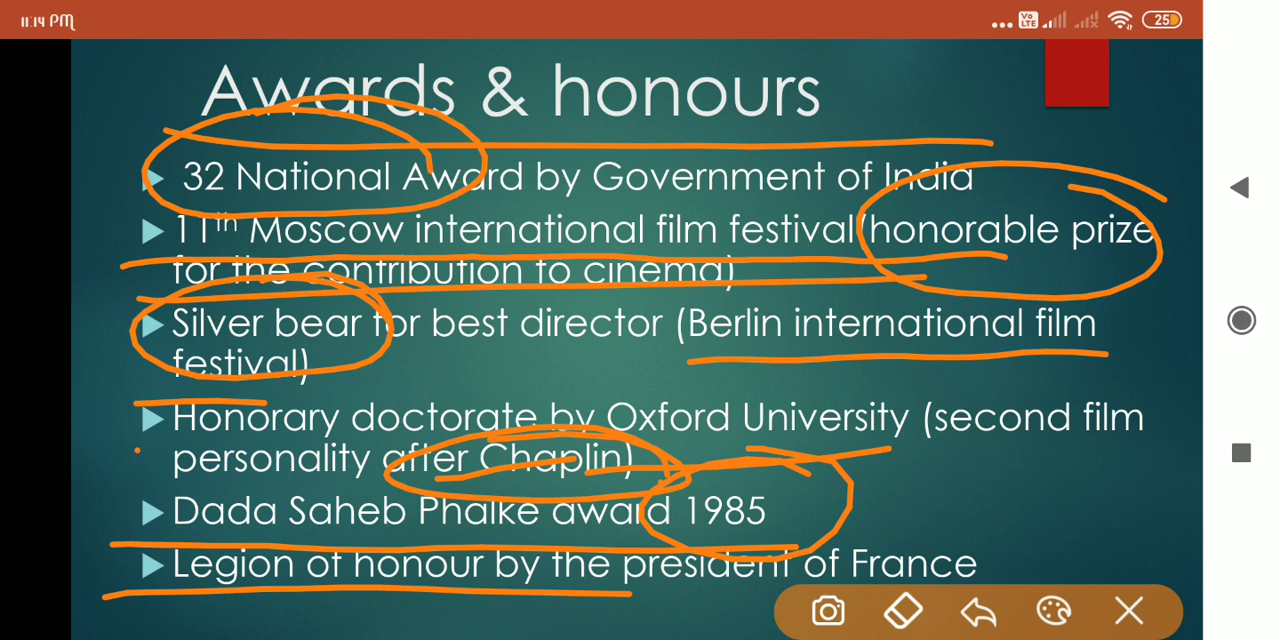 11:14 PM
Vo LTE
25
Awards & honours
32 National Award by Government of India
11th Moscow international film festival(honorable prize
for the contribution to cinema)
Silver bear for best director (Berlin international film
festival)
Honorary doctorate by Oxford University (second film
personality after Chaplin)
Dada Saheb Phalke award 1985
Legion of honour by the president of France